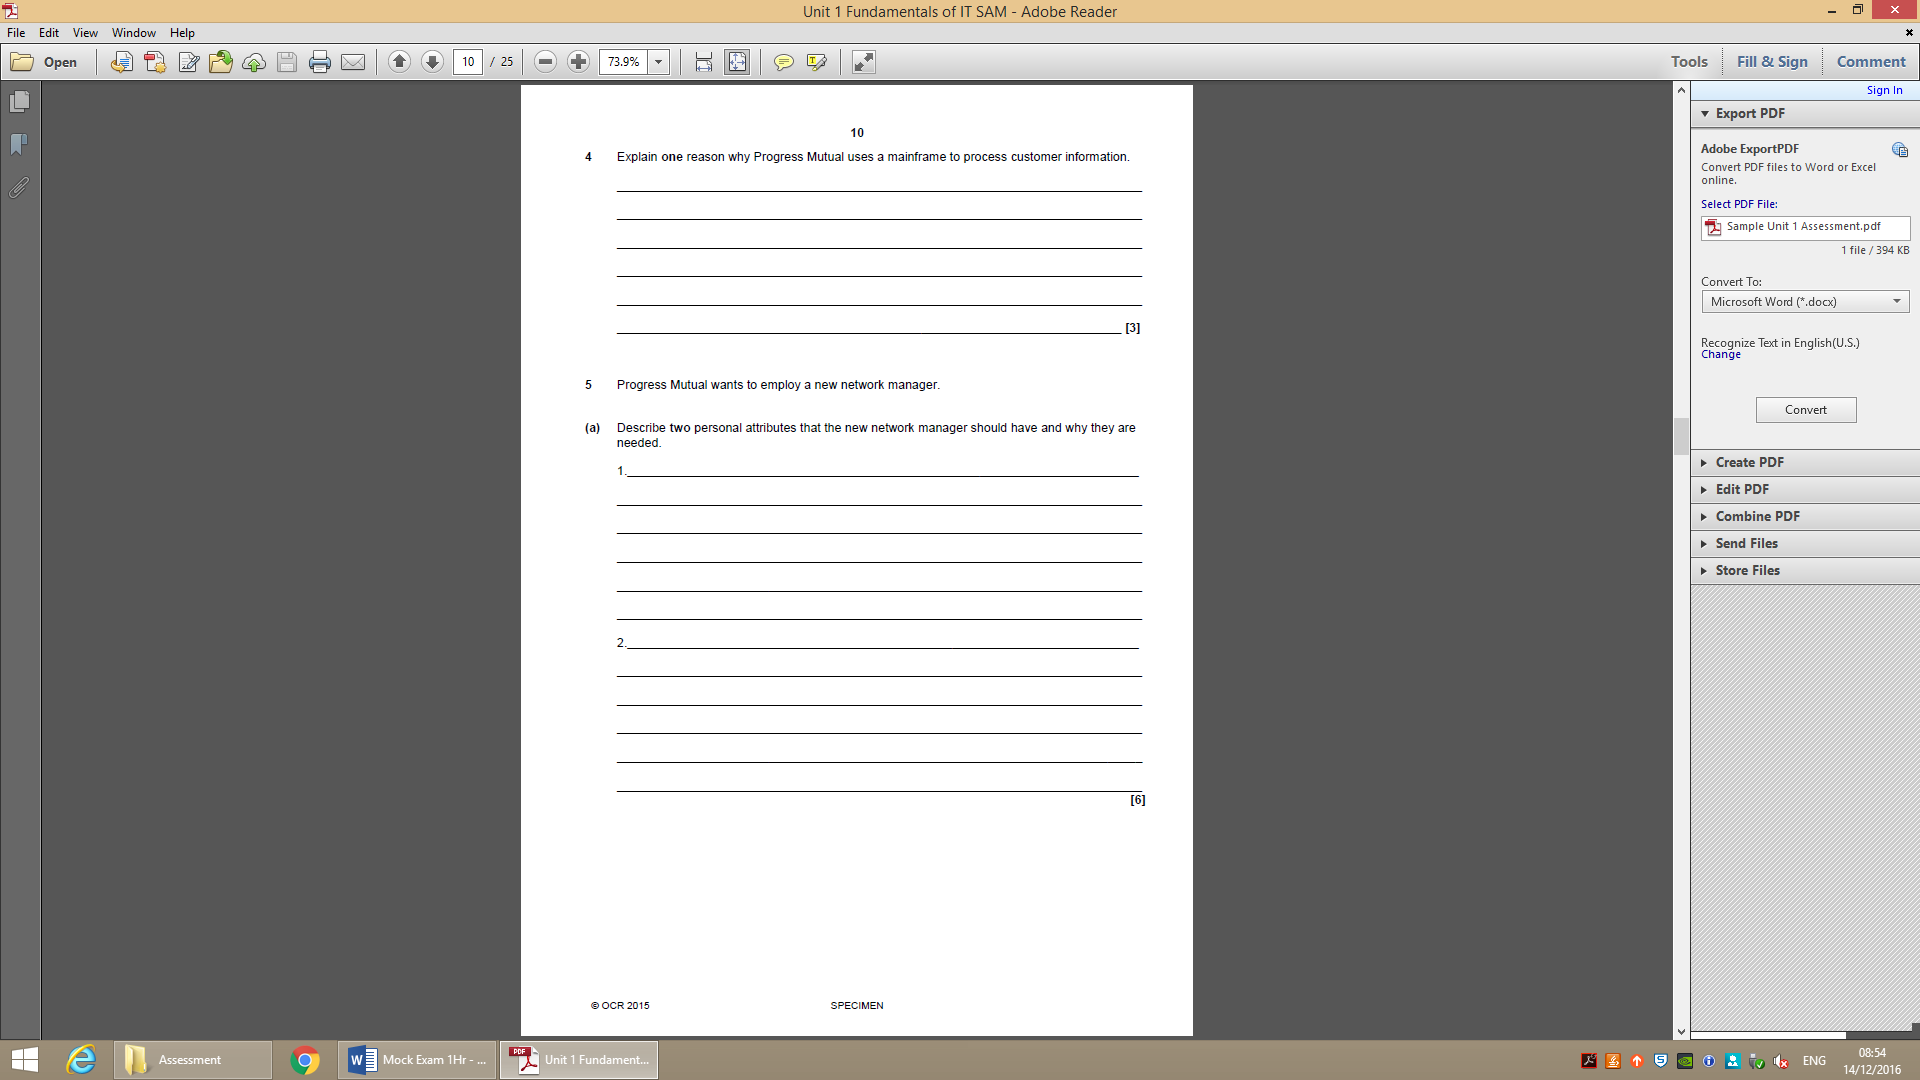 Unit 1 Fundamentals of IT SAM - Adobe Reader
File Edit View Window Help
Open 10 / 25 73.9% Tools Fill & Sign Comment
Sign In
Export PDF
Adobe ExportPDF
Convert PDF files to Word or Excel
online.
Select PDF File:
Sample Unit 1 Assessment.pdf
1 file / 394 KB
Convert To:
Microsoft Word (*.docx)
Recognize Text in English(U.S.)
Change
Convert
Create PDF
Edit PDF
Combine PDF
Send Files
Store Files
10
4 Explain one reason why Progress Mutual uses a mainframe to process customer information.
[3]
5 Progress Mutual wants to employ a new network manager.
(a) Describe two personal attributes that the new network manager should have and why they are
needed.
1.
2.
[6]
© OCR 2015 SPECIMEN
Assessment Mock Exam 1Hr - ... Unit 1 Fundament... ENG 08:54
14/12/2016